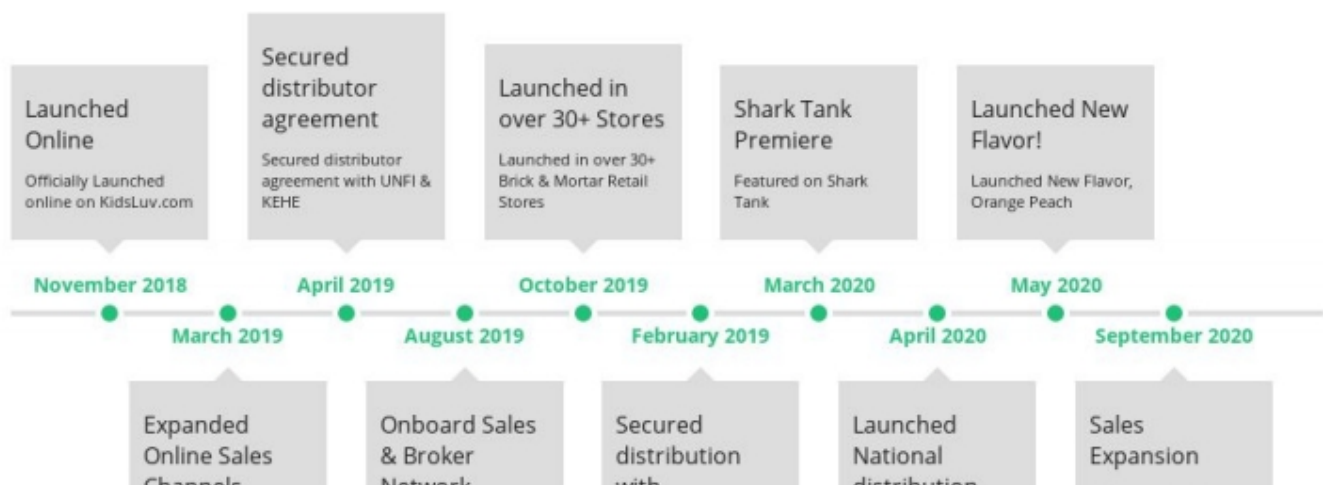 Launched
Online
Officially Launched
online on KidsLuv.com
Secured
distributor
agreement
Secured distributor
agreement with UNFI &
KEHE
Launched in
over 30+ Stores
Launched in over 30+
Brick & Mortar Retail
Stores
Shark Tank
Premiere
Featured on Shark
Tank
Launched New
Flavor!
Launched New Flavor,
Orange Peach
November 2018
April 2019
October 2019
March 2020
May 2020
March 2019
August 2019
February 2019
April 2020
September 2020
Expanded
Online Sales
Channels
Onboard Sales
& Broker
Network
Secured
distribution
with
Launched
National
distribution
Sales
Expansion